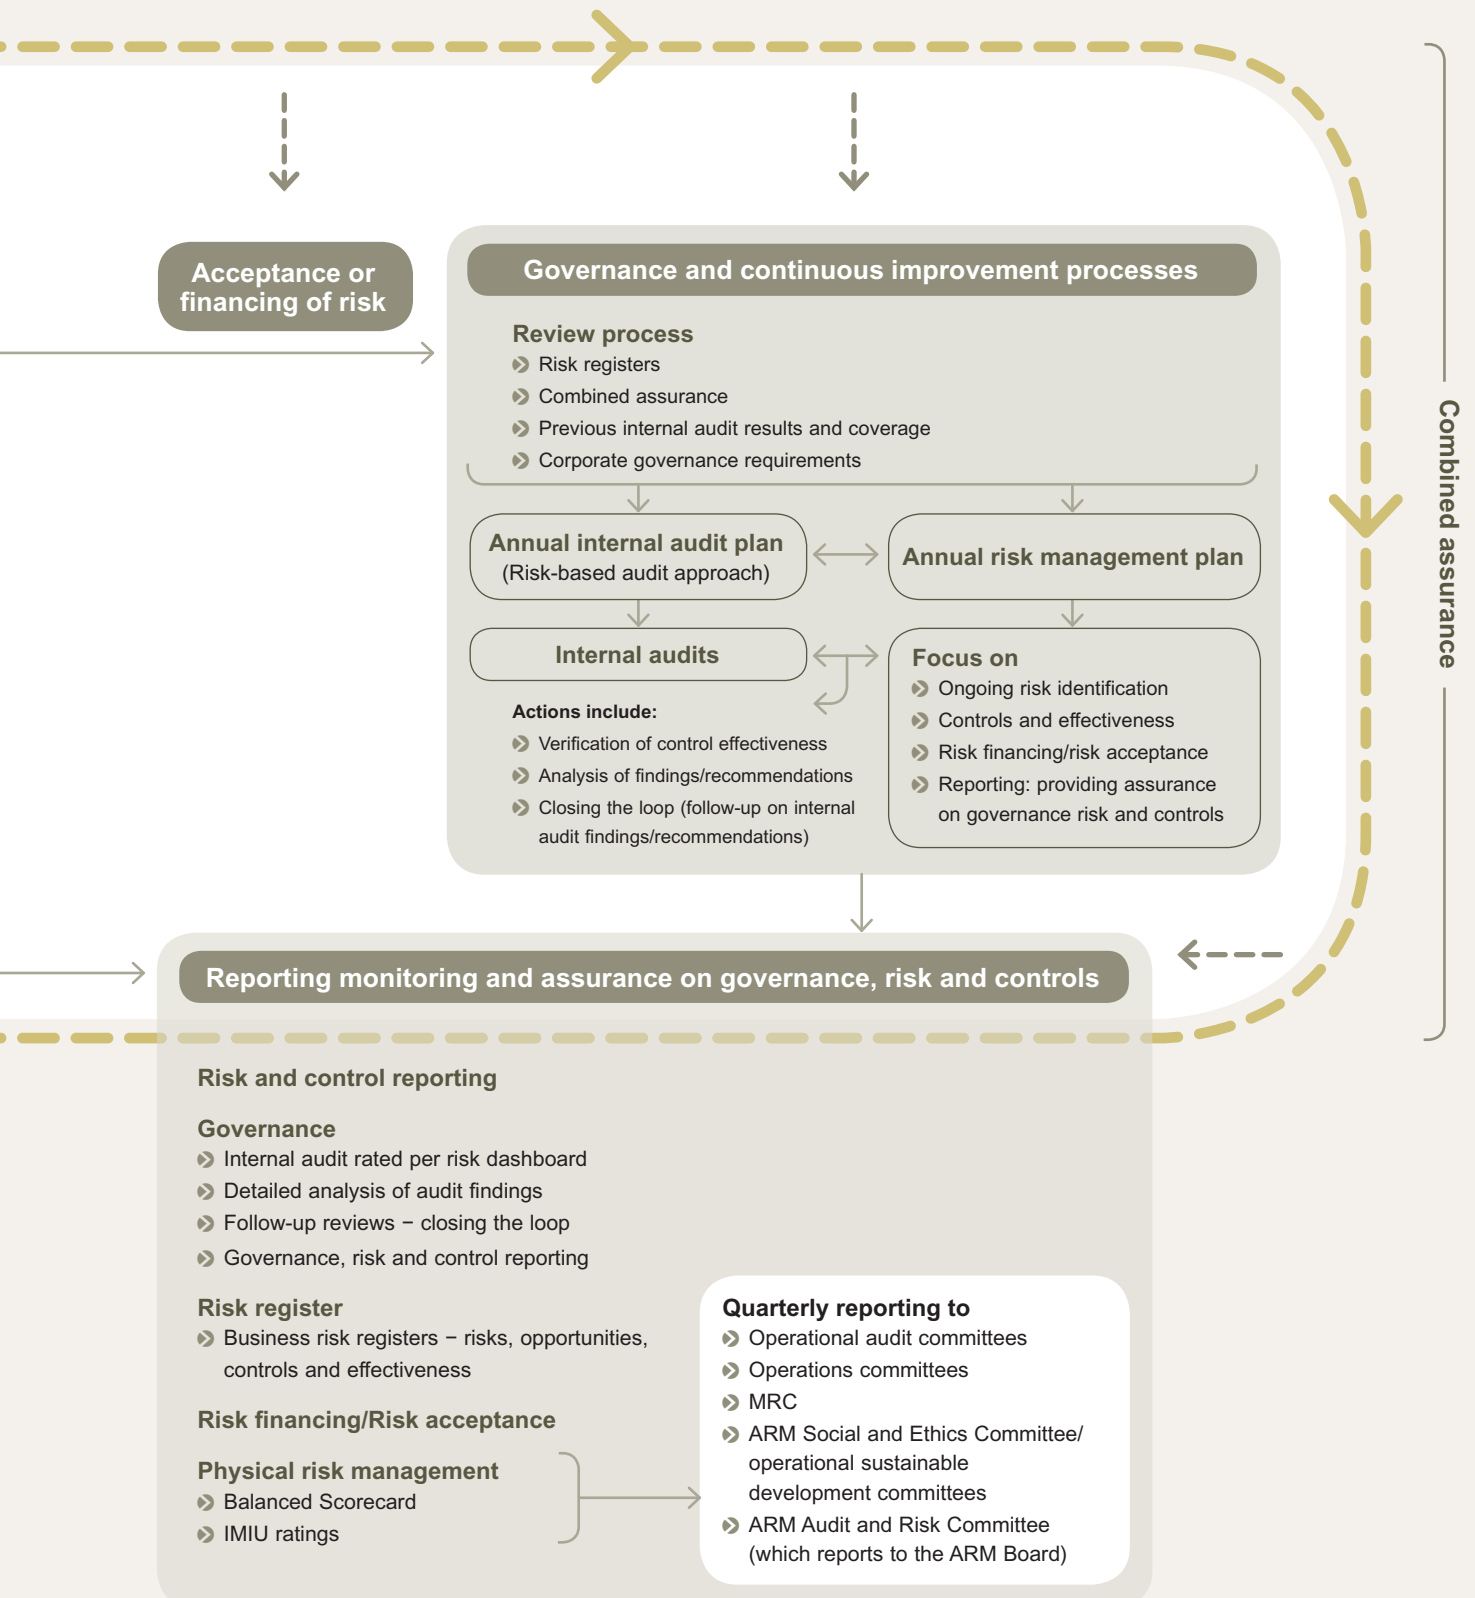 Acceptance or
financing of risk
Governance and continuous improvement processes
Review process
Risk registers
Combined assurance
Previous internal audit results and coverage
Corporate governance requirements
Annual internal audit plan
(Risk-based audit approach)
Annual risk management plan
Internal audits
Actions include:
Verification of control effectiveness
Analysis of findings/recommendations
Closing the loop (follow-up on internal
audit findings/recommendations)
Focus on
Ongoing risk identification
Controls and effectiveness
Risk financing/risk acceptance
Reporting: providing assurance
on governance risk and controls
Combined assurance
Reporting monitoring and assurance on governance, risk and controls
Risk and control reporting
Governance
Internal audit rated per risk dashboard
Detailed analysis of audit findings
Follow-up reviews − closing the loop
Governance, risk and control reporting
Risk register
Business risk registers − risks, opportunities,
controls and effectiveness
Risk financing/Risk acceptance
Physical risk management
Balanced Scorecard
IMIU ratings
Quarterly reporting to
Operational audit committees
Operations committees
MRC
ARM Social and Ethics Committee/
operational sustainable
development committees
ARM Audit and Risk Committee
(which reports to the ARM Board)